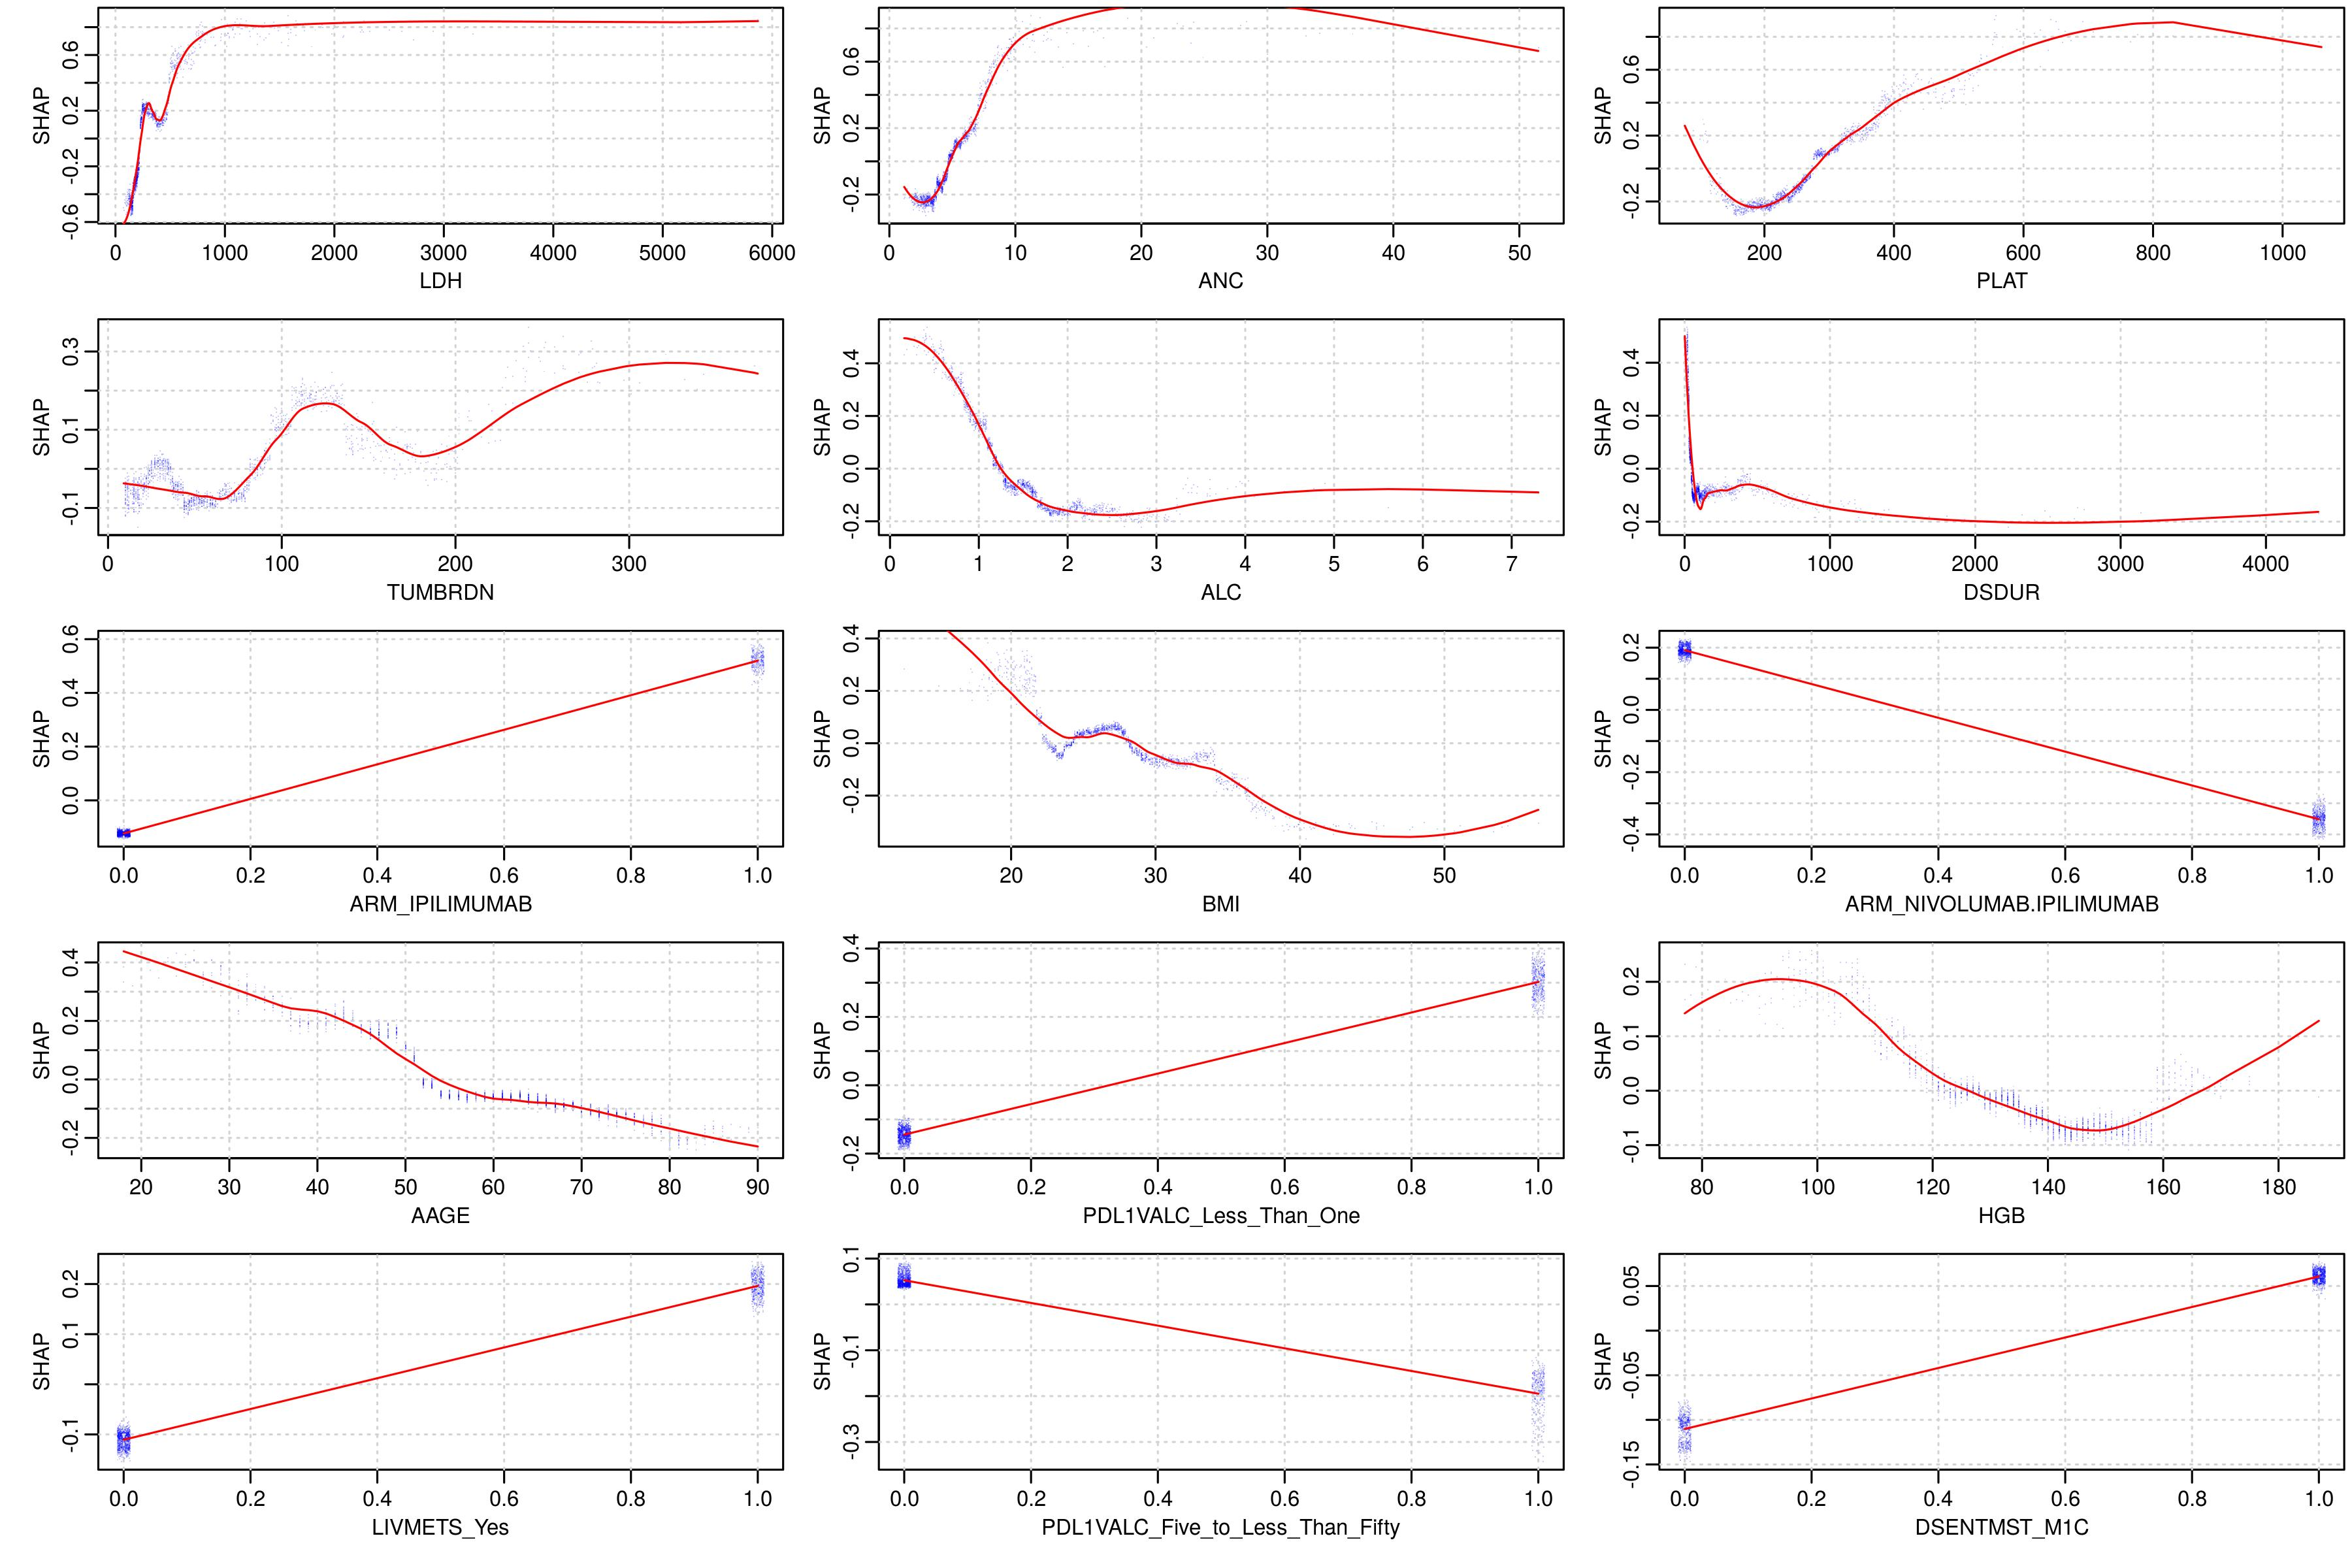 SHAP
-0.6 -0.2 0.2 0.6
0 1000 2000 3000 4000 5000 6000
LDH
SHAP
-0.2 0.2 0.6
0 10 20 30 40 50
ANC
SHAP
-0.2 0.2 0.6
200 400 600 800 1000
PLAT
SHAP
-0.1 0.1 0.3
0 100 200 300
TUMBRDN
SHAP
-0.2 0.0 0.2 0.4
0 1 2 3 4 5 6 7
ALC
SHAP
-0.2 0.0 0.2 0.4
0 1000 2000 3000 4000
DSDUR
SHAP
0.0 0.2 0.4 0.6
0.0 0.2 0.4 0.6 0.8 1.0
ARM_IPILIMUMAB
SHAP
-0.2 0.0 0.2 0.4
20 30 40 50
BMI
SHAP
-0.4 -0.2 0.0 0.2
0.0 0.2 0.4 0.6 0.8 1.0
ARM_NIVOLUMAB.IPILIMUMAB
SHAP
-0.2 0.0 0.2 0.4
20 30 40 50 60 70 80 90
AAGE
SHAP
-0.2 0.0 0.2 0.4
0.0 0.2 0.4 0.6 0.8 1.0
PDL1VALC_Less_Than_One
SHAP
-0.1 0.0 0.1 0.2
80 100 120 140 160 180
HGB
SHAP
-0.1 0.1 0.2
0.0 0.2 0.4 0.6 0.8 1.0
LIVMETS_Yes
SHAP
-0.3 -0.1 0.1
0.0 0.2 0.4 0.6 0.8 1.0
PDL1VALC_Five_to_Less_Than_Fifty
SHAP
-0.15 -0.05 0.05
0.0 0.2 0.4 0.6 0.8 1.0
DSENTMST_M1C